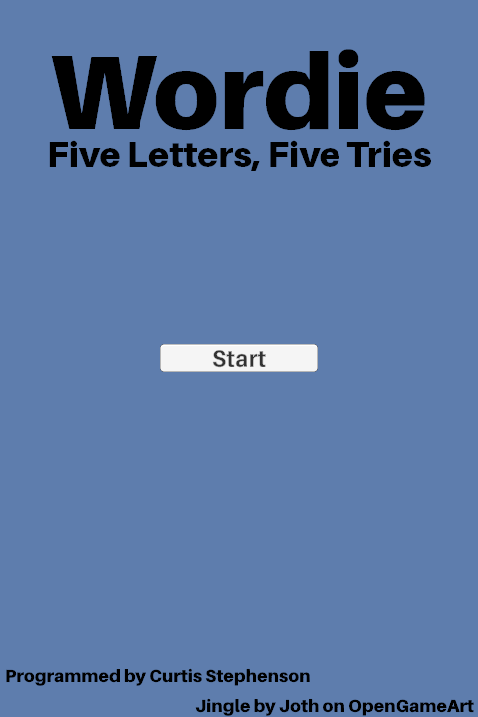 Wordie
Five Letters, Five Tries
Start
Programmed by Curtis Stephenson
Jingle by Joth on OpenGameArt